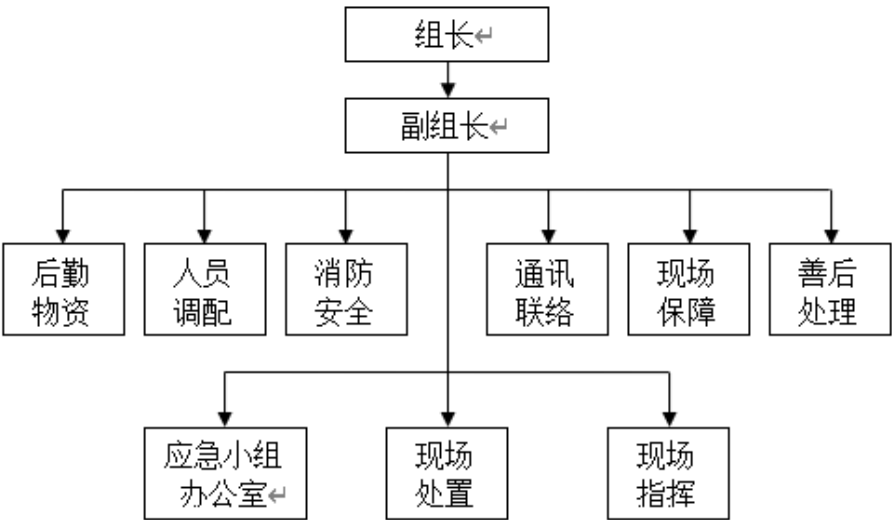 组长
副组长
后勤
物资
人员
调配
消防
安全
通讯
联络
现场
保障
善后
处理
应急小组
办公室
现场
处置
现场
指挥